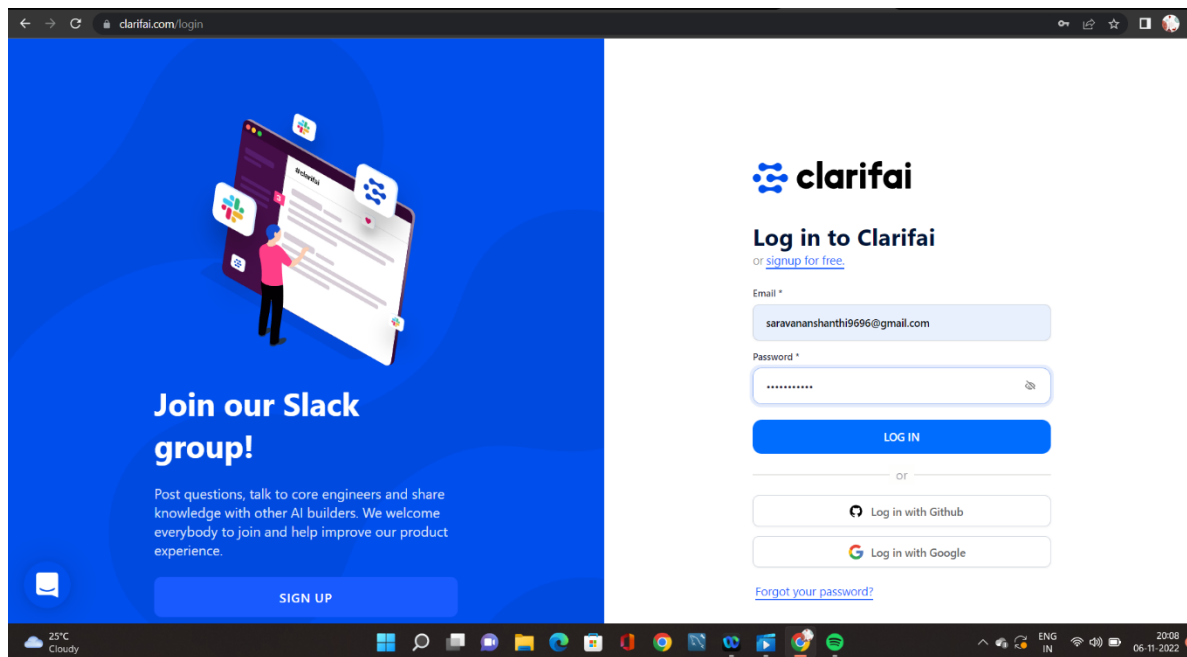 clarifai.com/login
#clarifai
Join our Slack
group!
Post questions, talk to core engineers and share
knowledge with other AI builders. We welcome
everybody to join and help improve our product
experience.
SIGN UP
clarifai
Log in to Clarifai
or signup for free.
Email *
saravananshanthi9696@gmail.com
Password *
•••••••••••
LOG IN
or
Log in with Github
Log in with Google
Forgot your password?
25°C
Cloudy
ENG
IN
20:08
06-11-2022